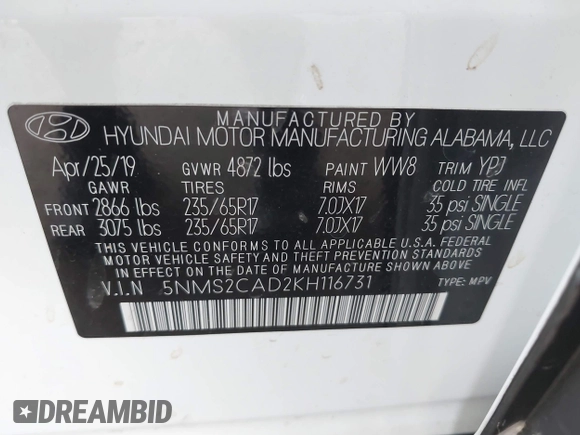 MANUFACTURED BY
HYUNDAI MOTOR MANUFACTURING ALABAMA, LLC
Apr/25/19 GVWR 4872 lbs PAINT WW8 TRIM YPJ
GAWR TIRES RIMS COLD TIRE INFL
FRONT 2866 lbs 235/65R17 7.0JX17 35 psi SINGLE
REAR 3075 lbs 235/65R17 7.0JX17 35 psi SINGLE
THIS VEHICLE CONFORMS TO ALL APPLICABLE U.S.A. FEDERAL
MOTOR VEHICLE SAFETY, BUMPER, AND THEFT PREVENTION STANDARDS
IN EFFECT ON THE DATE OF MANUFACTURE SHOWN ABOVE.
V.I.N 5NMS2CAD2KH116731 TYPE: MPV
DREAMBID